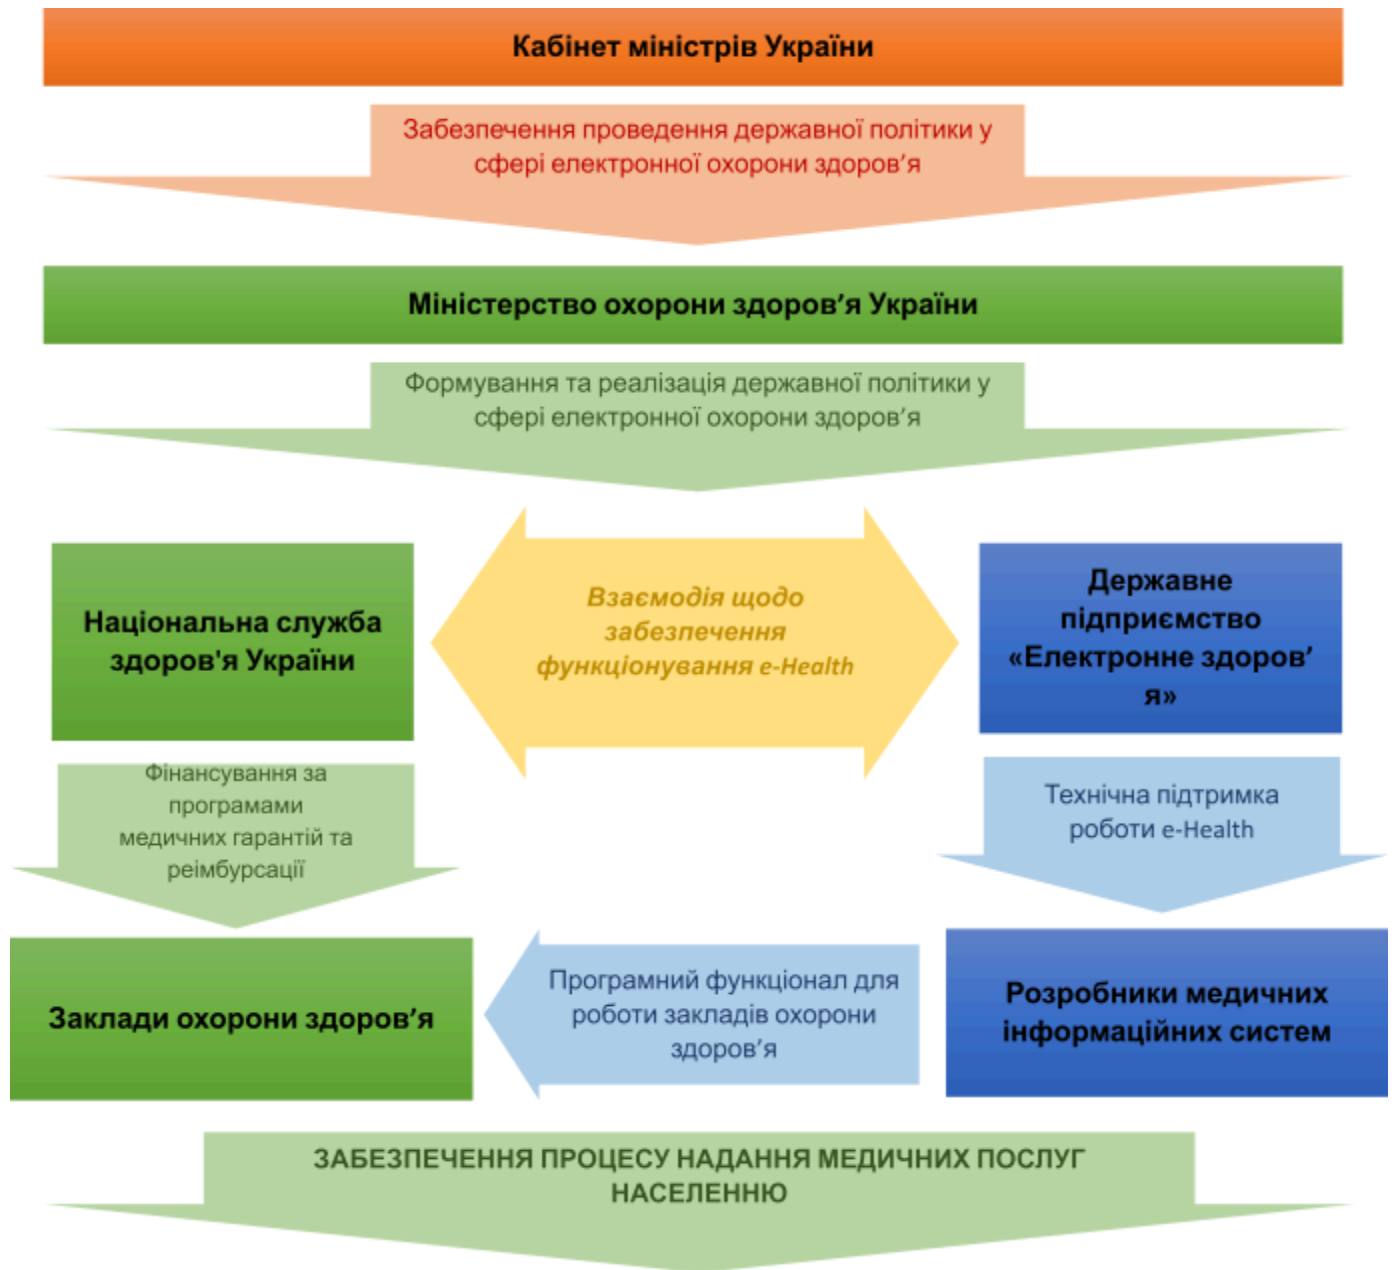 Кабінет міністрів України
Забезпечення проведення державної політики у
сфері електронної охорони здоров’я
Міністерство охорони здоров’я України
Формування та реалізація державної політики у
сфері електронної охорони здоров’я
Національна служба
здоров'я України
Взаємодія щодо
забезпечення
функціонування e-Health
Державне
підприємство
«Електронне здоров’
я»
Фінансування за
програмами
медичних гарантій та
реімбурсації
Технічна підтримка
роботи e-Health
Заклади охорони здоров’я
Програмний функціонал для
роботи закладів охорони
здоров’я
Розробники медичних
інформаційних систем
ЗАБЕЗПЕЧЕННЯ ПРОЦЕСУ НАДАННЯ МЕДИЧНИХ ПОСЛУГ
НАСЕЛЕННЮ